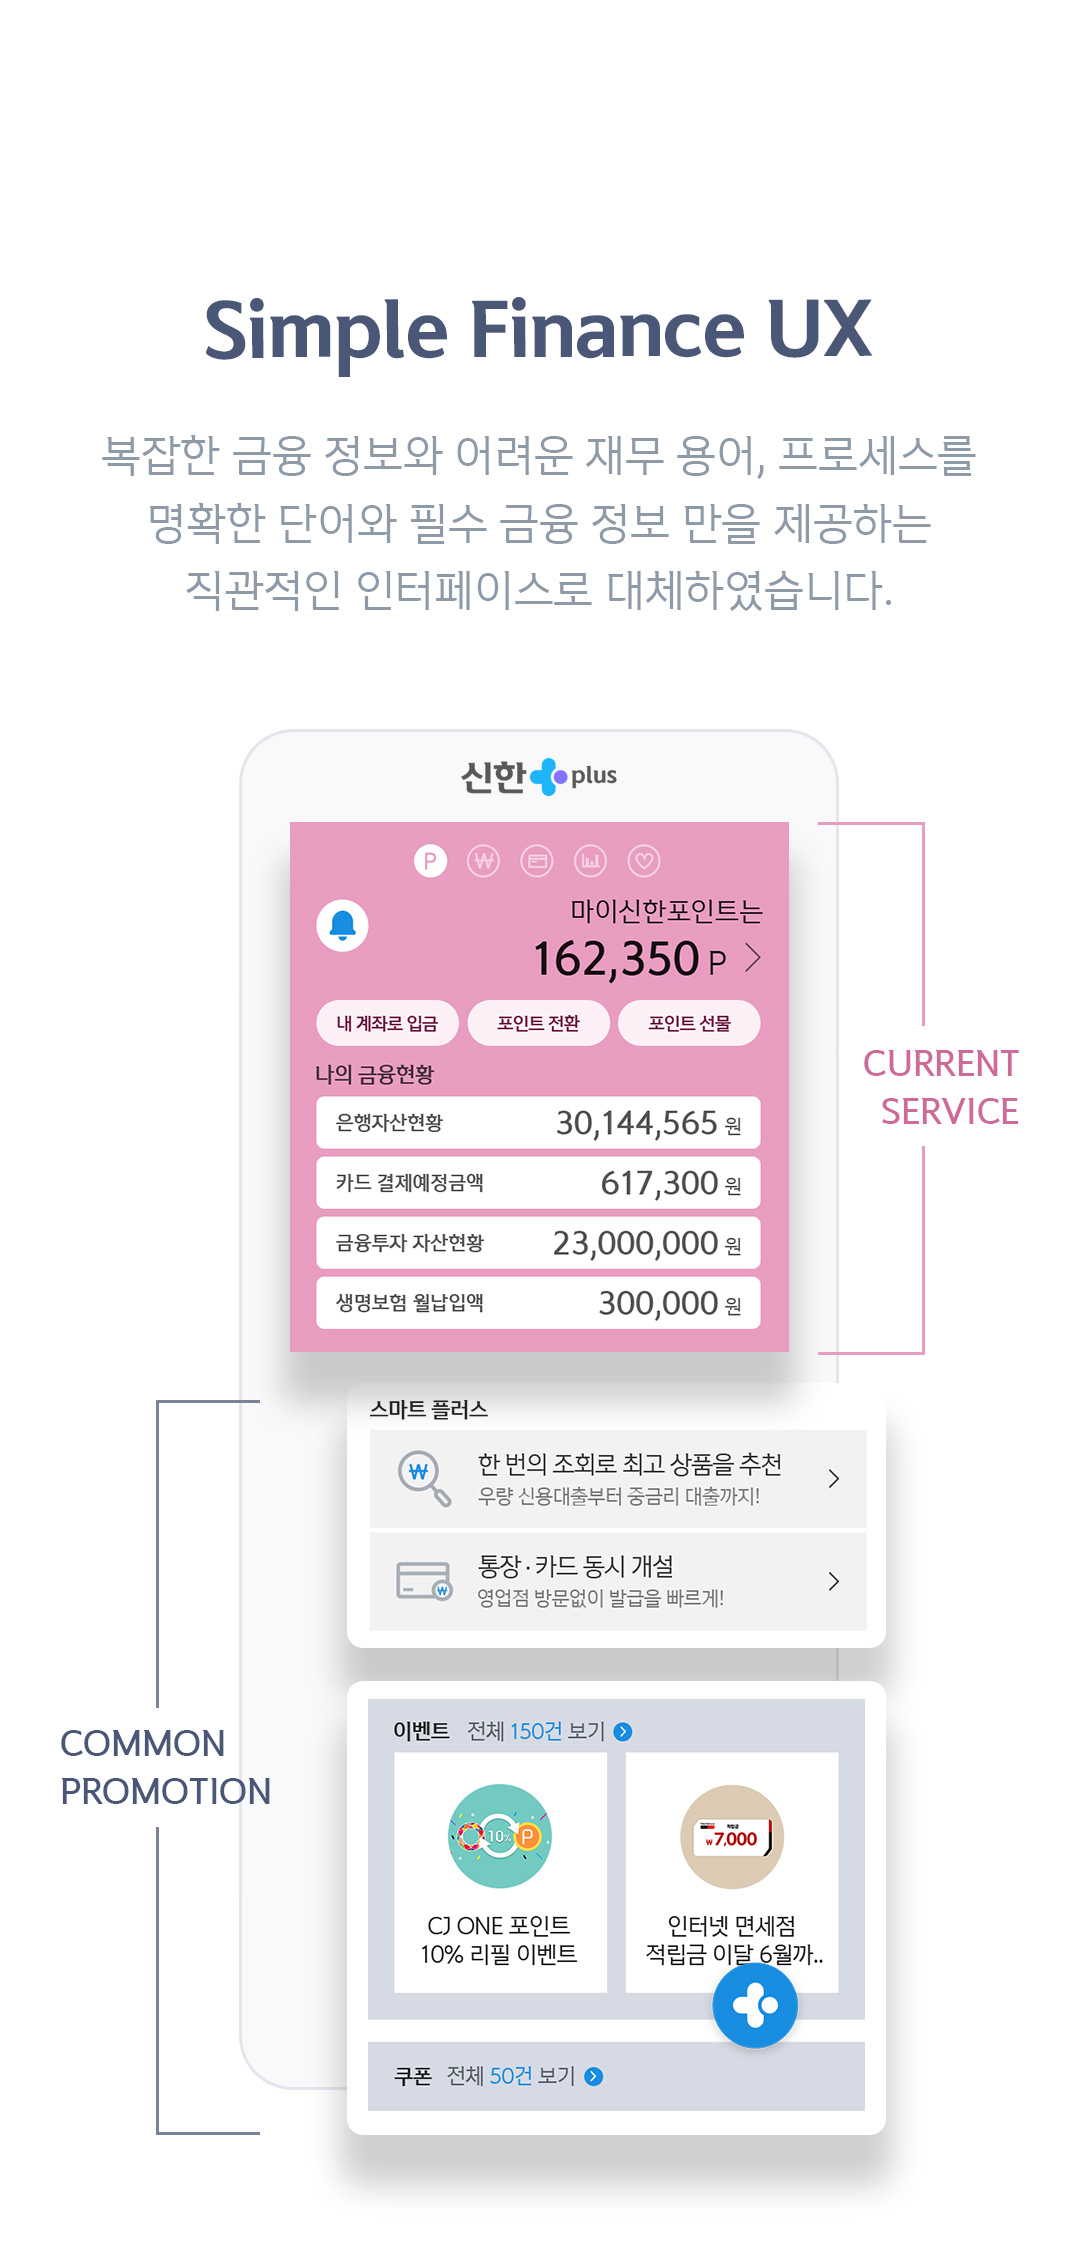 Simple Finance UX
복잡한 금융 정보와 어려운 재무 용어, 프로세스를
명확한 단어와 필수 금융 정보 만을 제공하는
직관적인 인터페이스로 대체하였습니다.
신한 plus
P
마이신한포인트는
162,350 P
내 계좌로 입금 포인트 전환 포인트 선물
나의 금융현황
은행자산현황 30,144,565 원
카드 결제예정금액 617,300 원
금융투자 자산현황 23,000,000 원
생명보험 월납입액 300,000 원
CURRENT
SERVICE
스마트 플러스
한 번의 조회로 최고 상품을 추천
우량 신용대출부터 중금리 대출까지!
통장 · 카드 동시 개설
영업점 방문없이 발급을 빠르게!
COMMON
PROMOTION
이벤트 전체 150건 보기
10% P
적립금
₩7,000
CJ ONE 포인트
10% 리필 이벤트
인터넷 면세점
적립금 이달 6월까..
쿠폰 전체 50건 보기